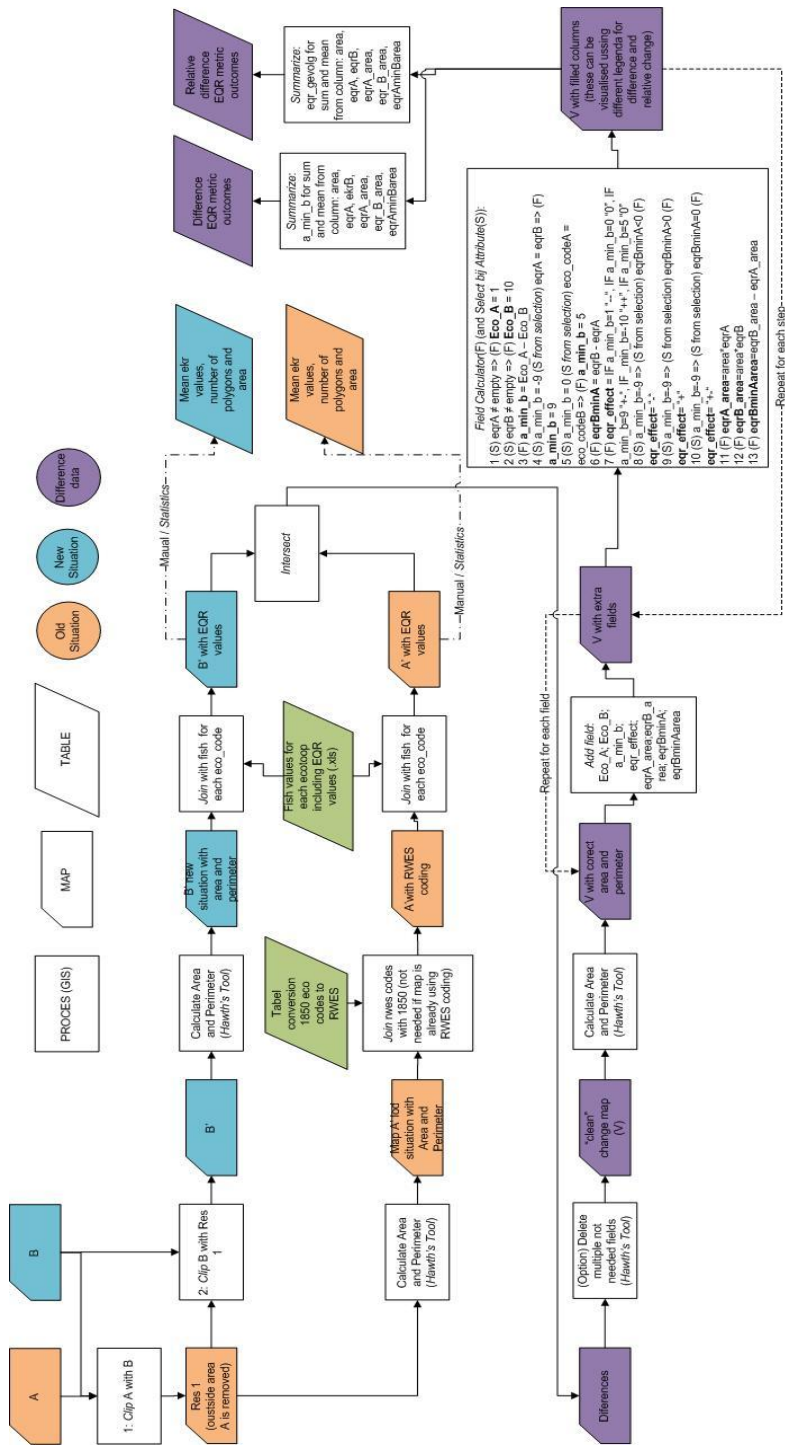 A
B
1: Clip A with B
Res 1
(oustside area
A is removed)
2: Clip B with Res
1
PROCES (GIS)
MAP
TABLE
Old
Situation
New
Situation
Difference
data
B'
Calculate Area
and Perimeter
(Hawth's Tool)
B' new
situation with
area and
perimeter
Join with fish for
each eco_code
B' with EQR
values
Maual / Statistics
Mean ekr
values,
number of
polygons and
area
Tabel
conversion
1850 eco
codes to
RWES
Fish values for
each ecotoop
including EQR
values (.xls)
Intersect
Calculate Area
and Perimeter
(Hawth's Tool)
Map A' lod
situation with
Area and
Perimeter
Join rwes codes
with 1850 (not
needed if map is
already using
RWES coding)
A'with RWES
coding
Join with fish for
each eco_code
A' with EQR
values
Manual / Statistics
Mean ekr
values,
number of
polygons and
area
Differences
(Option) Delete
multiple not
needed fields
(Hawth's Tool)
"clean"
change map
(V)
Calculate Area
and Perimeter
(Hawth's Tool)
V with corect
area and
perimeter
Add field:
Eco_A; Eco_B;
a_min_b;
eqr_effect;
eqrA_area;eqrB_a
rea; eqrBminA;
eqrBminAarea
V with extra
fields
Repeat for each field
Field Calculator(F) (and Select bij Attribute(S)):
1 (S) eqrA ≠ empty => (F) Eco_A = 1
2 (S) eqrB ≠ empty => (F) Eco_B = 10
3 (F) a_min_b = Eco_A – Eco_B
4 (S) a_min_b = -9 (S from selection) eqrA = eqrB => (F)
a_min_b = 9
5 (S) a_min_b = 0 (S from selection) eco_codeA =
eco_codeB => (F) a_min_b = 5
6 (F) eqrBminA = eqrB - eqrA
7 (F) eqr_effect = IF a_min_b=1 "--", IF a_min_b=0 "0", IF
a_min_b=9 "+-", IF a_min_b=-10 "++", IF a_min_b=5 "0"
8 (S) a_min_b=-9 => (S from selection) eqrBminA<0 (F)
eqr_effect= "-"
9 (S) a_min_b=-9 => (S from selection) eqrBminA>0 (F)
eqr_effect= "+"
10 (S) a_min_b=-9 => (S from selection) eqrBminA=0 (F)
eqr_effect= "+-"
11 (F) eqrA_area=area*eqrA
12 (F) eqrB_area=area*eqrB
13 (F) eqrBminAarea=eqrB_area – eqrA_area
Repeat for each step
V with filled columns
(these can be
visualised ussing
different legenda for
difference and
relative change)
Summarize:
a_min_b for sum
and mean from
column: area,
eqrA, ekrB,
eqrA_area,
eqr_B_area,
eqrAminBarea
Difference
EQR metric
outcomes
Summarize:
eqr_gevolg for
sum and mean
from column: area,
eqrA, eqrB,
eqrA_area,
eqr_B_area,
eqrAminBarea
Relative
difference
EQR metric
outcomes